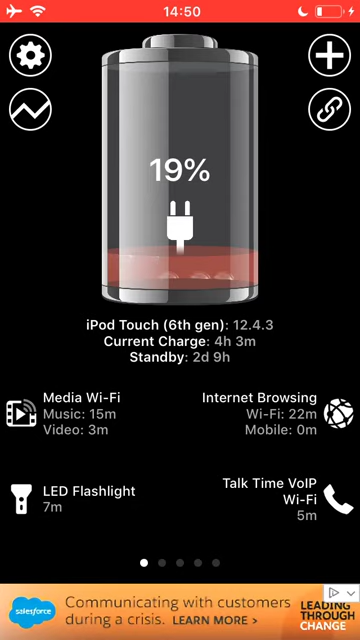 14:50
19%
iPod Touch (6th gen): 12.4.3
Current Charge: 4h 3m
Standby: 2d 9h
Media Wi-Fi
Music: 15m
Video: 3m
Internet Browsing
Wi-Fi: 22m
Mobile: 0m
LED Flashlight
7m
Talk Time VoIP
Wi-Fi
5m
salesforce
Communicating with customers
during a crisis. LEARN MORE >
LEADING
THROUGH
CHANGE